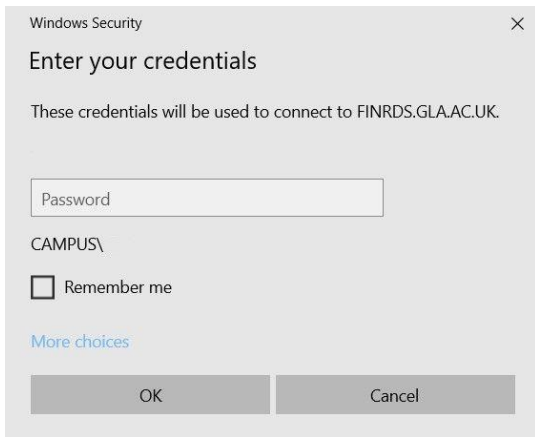 Windows Security
Enter your credentials
These credentials will be used to connect to FINRDS.GLA.AC.UK.
Password
CAMPUS\
Remember me
More choices
OK
Cancel